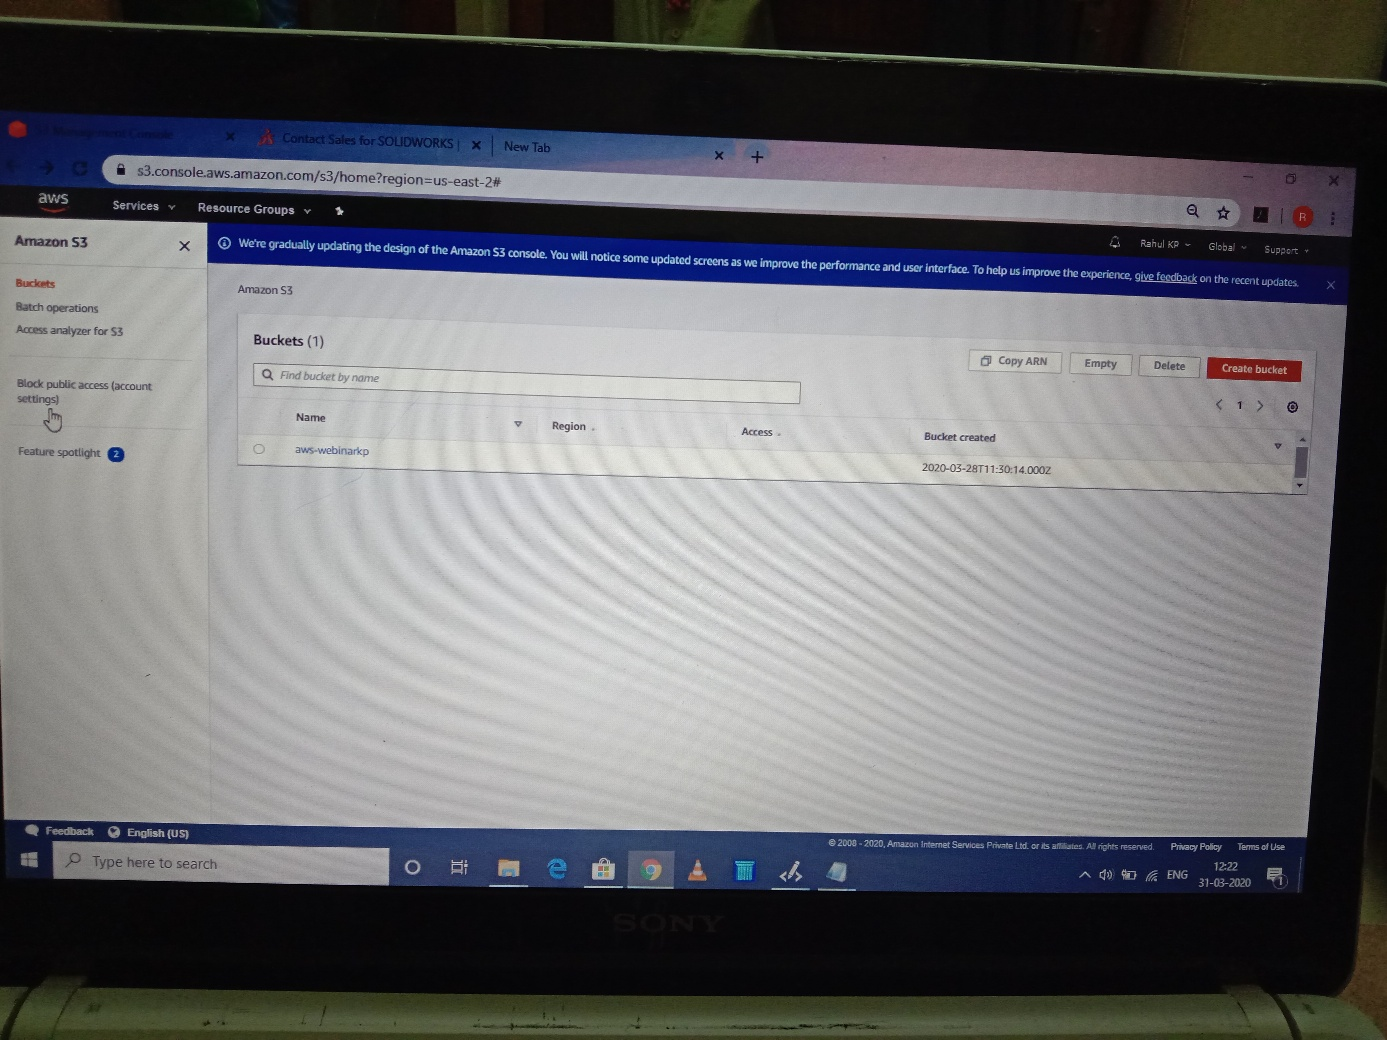 Management Console
Contact Sales for SOLIDWORKS |
New Tab
s3.console.aws.amazon.com/s3/home?region=us-east-2#
R
aws
Services
Resource Groups
Rahul KP
Global
Support
Amazon S3
We're gradually updating the design of the Amazon S3 console. You will notice some updated screens as we improve the performance and user interface. To help us improve the experience, give feedback on the recent updates.
Buckets
Batch operations
Access analyzer for S3
Block public access (account
settings)
Feature spotlight 2
Amazon S3
Buckets (1)
Copy ARN
Empty
Delete
Create bucket
Find bucket by name
1
Name
Region
Access
Bucket created
aws-webinarkp
2020-03-28T11:30:14.000Z
Feedback
English (US)
© 2008 - 2020, Amazon Internet Services Private Ltd. or its affiliates. All rights reserved.
Privacy Policy
Terms of Use
Type here to search
ENG
12:22
31-03-2020
1
SONY